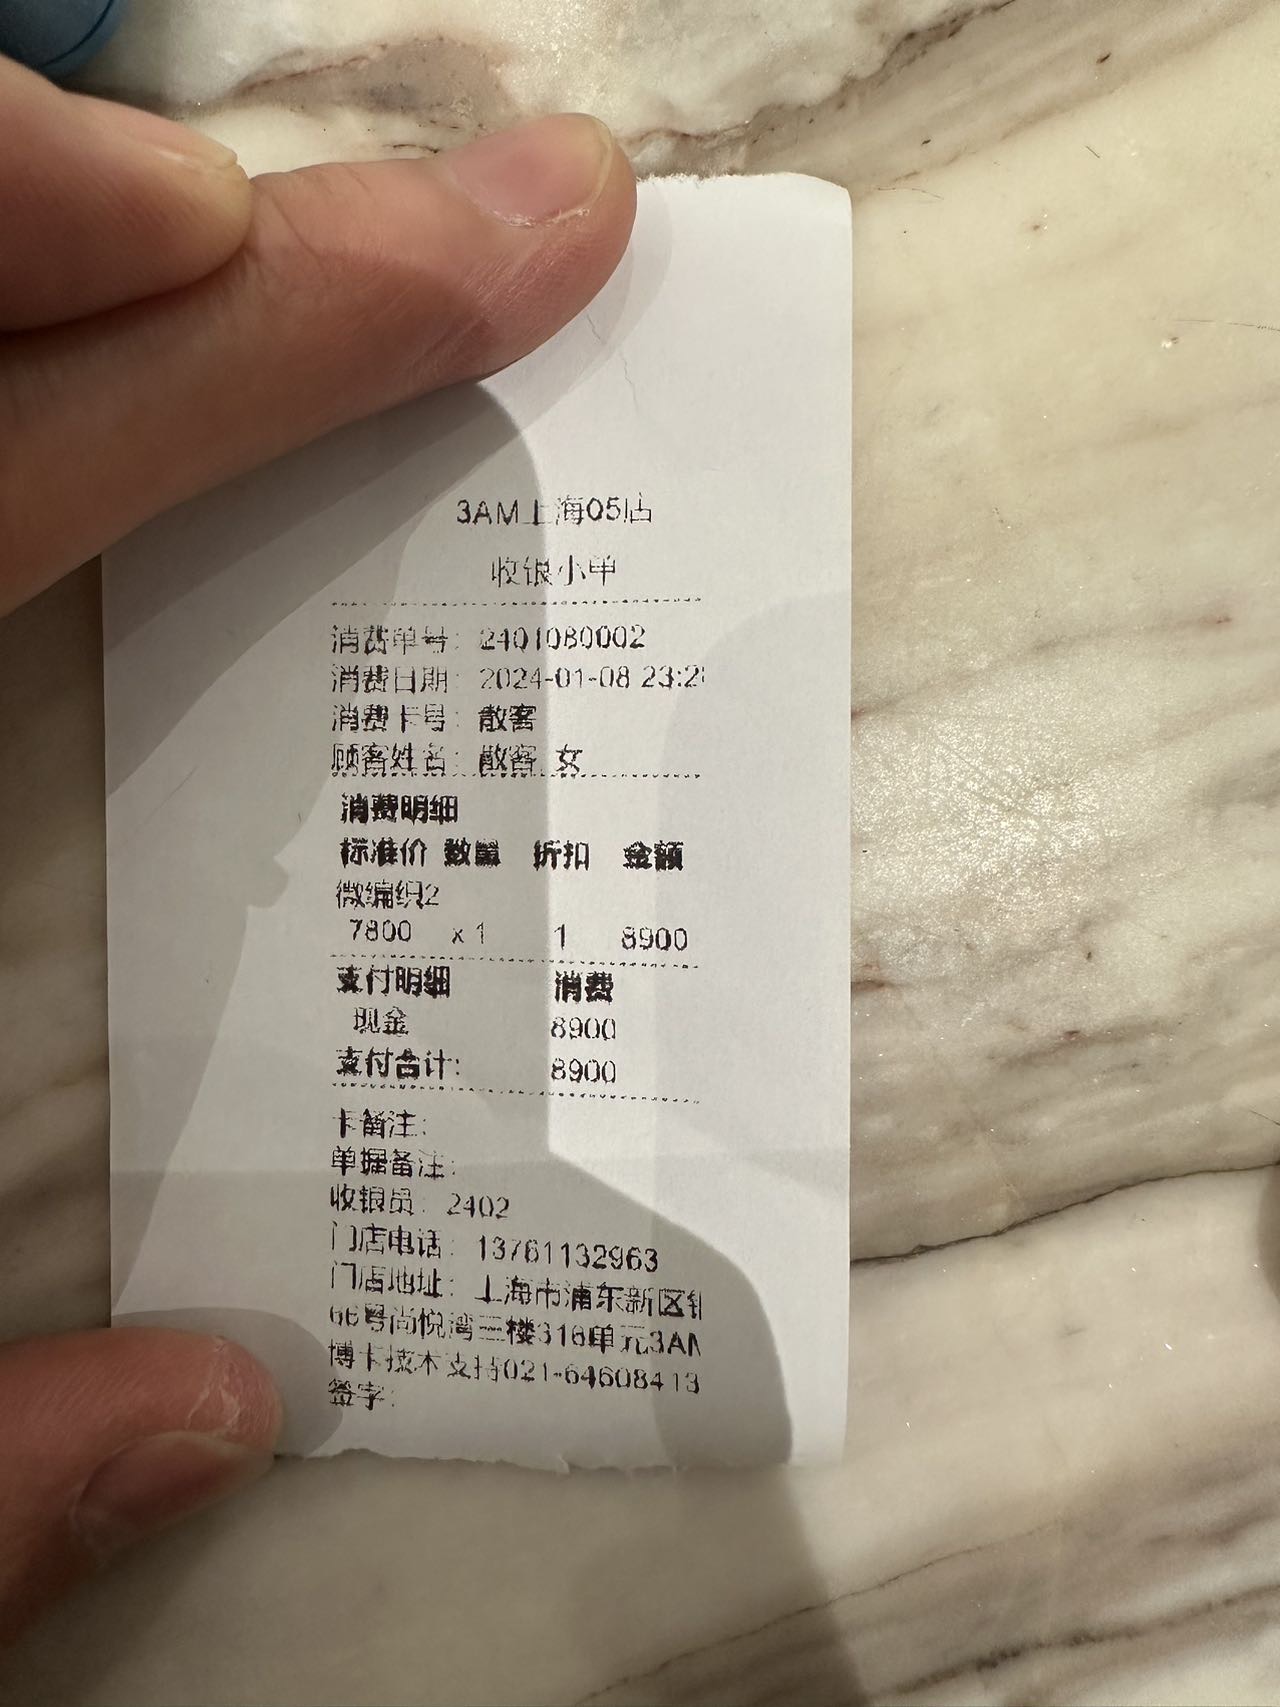 3AM上海05店
收银小单
消费单号: 2401080002
消费日期: 2024-01-08 23:2
消费卡号: 散客
顾客姓名: 散客 女
消费明细
标准价 数量 折扣 金额
微编织2
7800 x1 1 8900
支付明细 消费
现金 8900
支付合计: 8900
卡备注:
单据备注:
收银员: 2402
门店电话: 13761132963
门店地址: 上海市浦东新区
66号尚悦湾三楼316单元3AM
博卡技术支持021-64608413
签字: